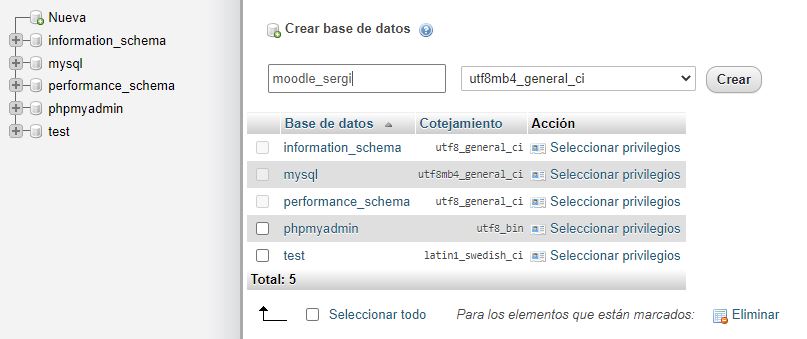 Nueva
information_schema
mysql
performance_schema
phpmyadmin
test
Crear base de datos
moodle_sergi utf8mb4_general_ci Crear
Base de datos Cotejamiento Acción
information_schema utf8_general_ci Seleccionar privilegios
mysql utf8mb4_general_ci Seleccionar privilegios
performance_schema utf8_general_ci Seleccionar privilegios
phpmyadmin utf8_bin Seleccionar privilegios
test latin1_swedish_ci Seleccionar privilegios
Total: 5
Seleccionar todo Para los elementos que están marcados: Eliminar